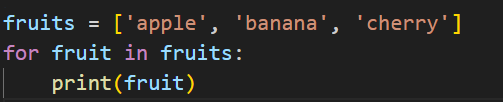 fruits = ['apple', 'banana', 'cherry']
for fruit in fruits:
    print(fruit)